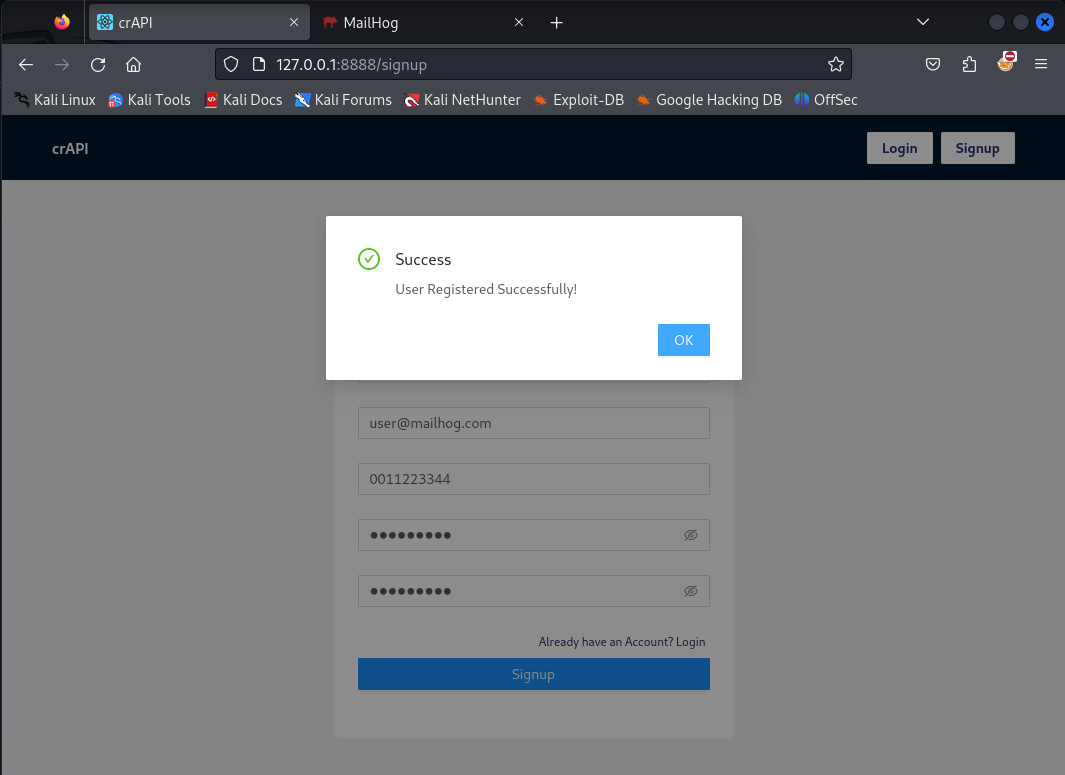 crAPI
MailHog
127.0.0.1:8888/signup
Kali Linux
Kali Tools
Kali Docs
Kali Forums
Kali NetHunter
Exploit-DB
Google Hacking DB
OffSec
crAPI
Login
Signup
Success
User Registered Successfully!
OK
user@mailhog.com
0011223344
Already have an Account? Login
Signup